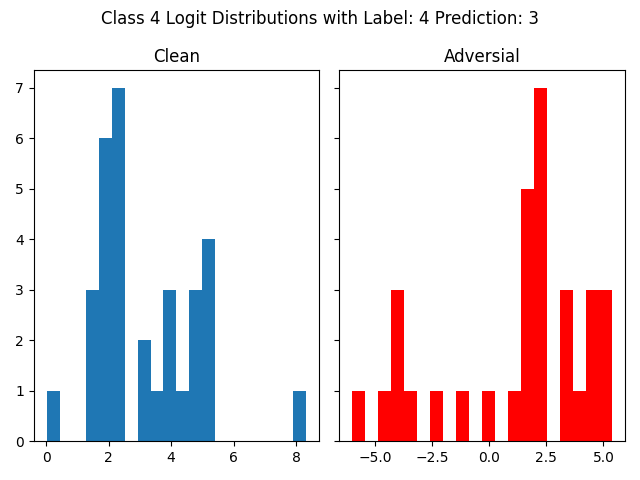 Class 4 Logit Distributions with Label: 4 Prediction: 3
Clean
Adversial
7
6
5
4
3
2
1
0
0 2 4 6 8
−5.0 −2.5 0.0 2.5 5.0